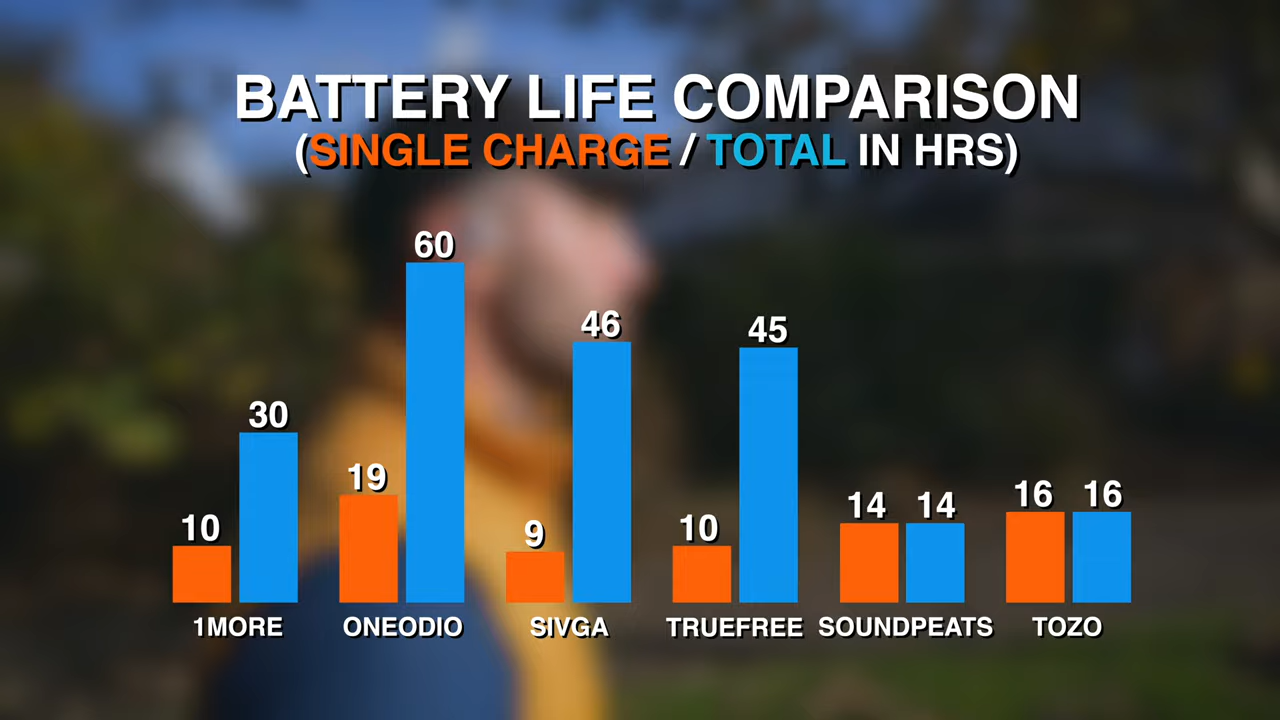 BATTERY LIFE COMPARISON
(SINGLE CHARGE / TOTAL IN HRS)
10 30 19 60 9 46 10 45 14 14 16 16
1MORE ONEODIO SIVGA TRUEFREE SOUNDPEATS TOZO